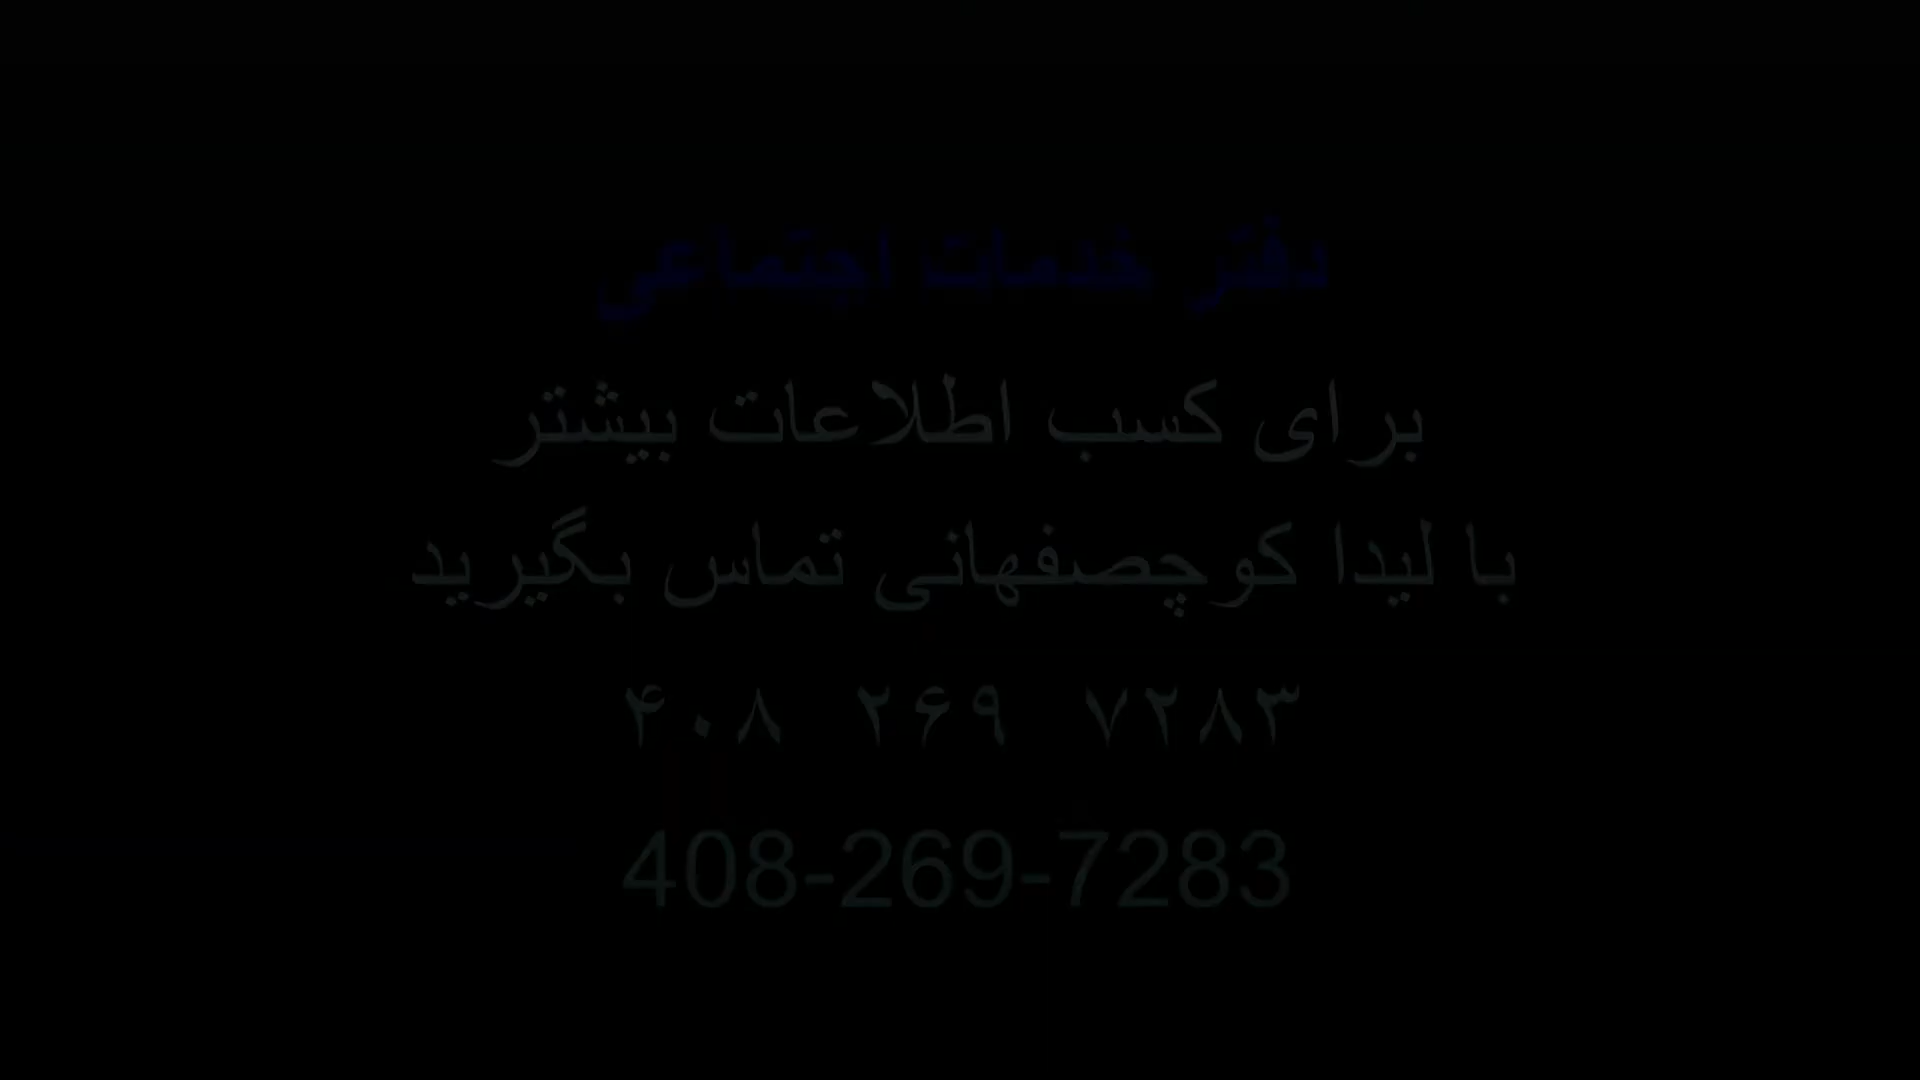 دفتر خدمات اجتماعی
برای کسب اطلاعات بیشتر
با لیدا کوچصفهانی تماس بگیرید
۴۰۸ ۲۶۹ ۷۲۸۳
408-269-7283